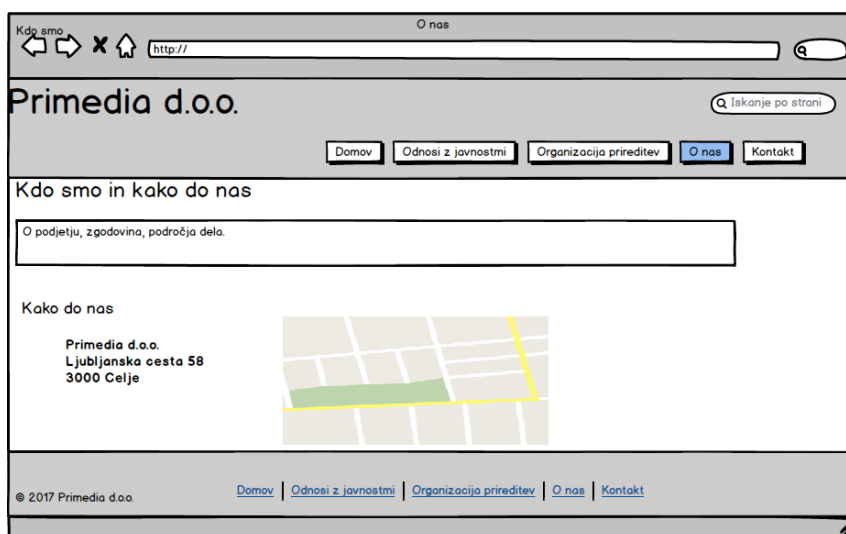 O nas
Kdo smo
http://
Primedia d.o.o.
Iskanje po strani
Domov
Odnosi z javnostmi
Organizacija prireditev
O nas
Kontakt
Kdo smo in kako do nas
O podjetju, zgodovina, področja dela.
Kako do nas
Primedia d.o.o.
Ljubljanska cesta 58
3000 Celje
© 2017 Primedia d.o.o.
Domov | Odnosi z javnostmi | Organizacija prireditev | O nas | Kontakt